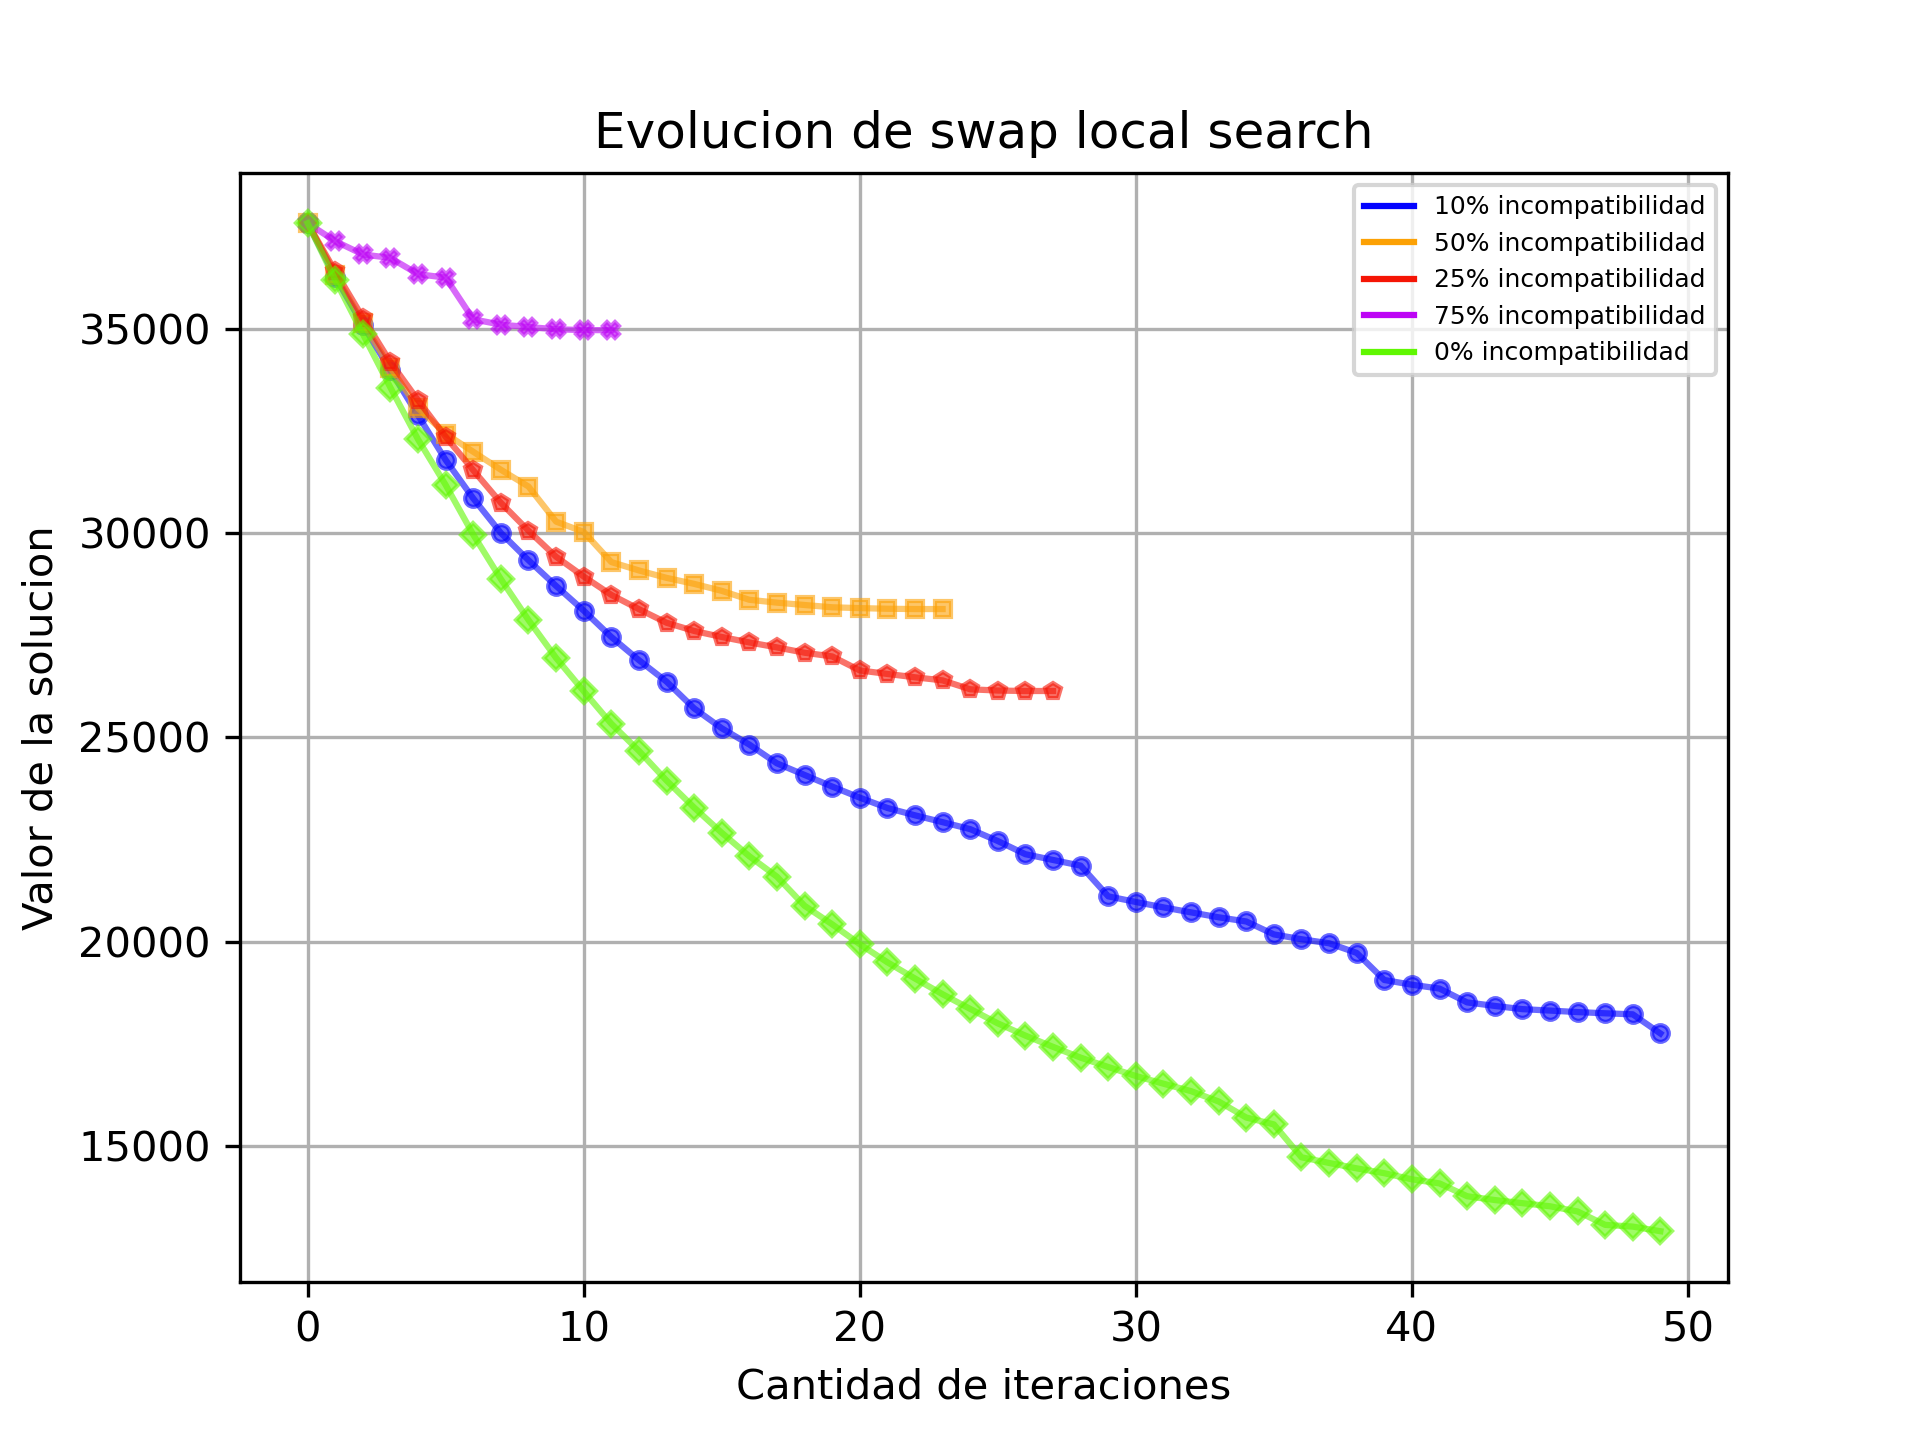 Evolucion de swap local search
10% incompatibilidad
50% incompatibilidad
25% incompatibilidad
75% incompatibilidad
0% incompatibilidad
Valor de la solucion
35000
30000
25000
20000
15000
0 10 20 30 40 50
Cantidad de iteraciones